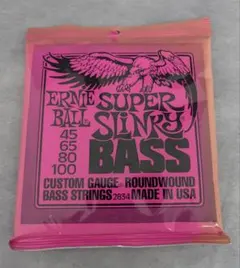 ERNIE BALL
SUPER SLINKY
BASS
45
65
80
100
CUSTOM GAUGE · ROUNDWOUND
BASS STRINGS 2834 MADE IN USA